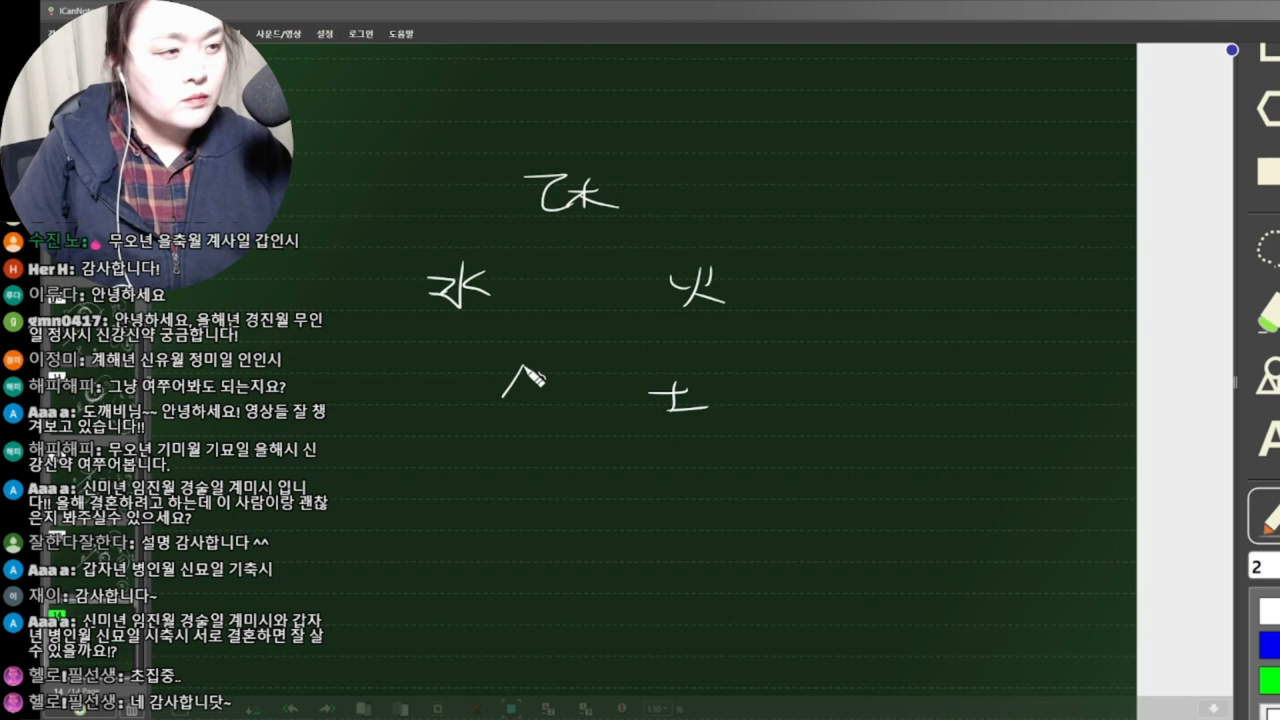 ICanNote
사운드/영상 설정 로그인 도움말
乙木
水 火
土
수진 노: 무오년 을축월 계사일 갑인시
Her H: 감사합니다!
이룬다: 안녕하세요
gmn0417: 안녕하세요, 올해년 경진월 무인
일 정사시 신강신약 궁금합니다!
이정미: 계해년 신유월 정미일 인인시
해피해피: 그냥 여쭈어봐도 되는지요?
Aaa a: 도깨비님~~ 안녕하세요! 영상들 잘 챙
겨보고 있습니다!!
해피해피: 무오년 기미월 기묘일 을해시 신
강신약 여쭈어봅니다.
Aaa a: 신미년 임진월 경술일 계미시 입니
다!! 올해 결혼하려고 하는데 이 사람이랑 괜찮
은지 봐주실수 있으세요?
잘한다잘한다: 설명 감사합니다 ^^
Aaa a: 갑자년 병인월 신묘일 기축시
재이: 감사합니다~
Aaa a: 신미년 임진월 경술일 계미시와 갑자
년 병인월 신묘일 시축시 서로 결혼하면 잘 살
수 있을까요!?
헬로!필선생: 초집중..
헬로!필선생: 네 감사합니닷~
14 /14 Page
130 %
2